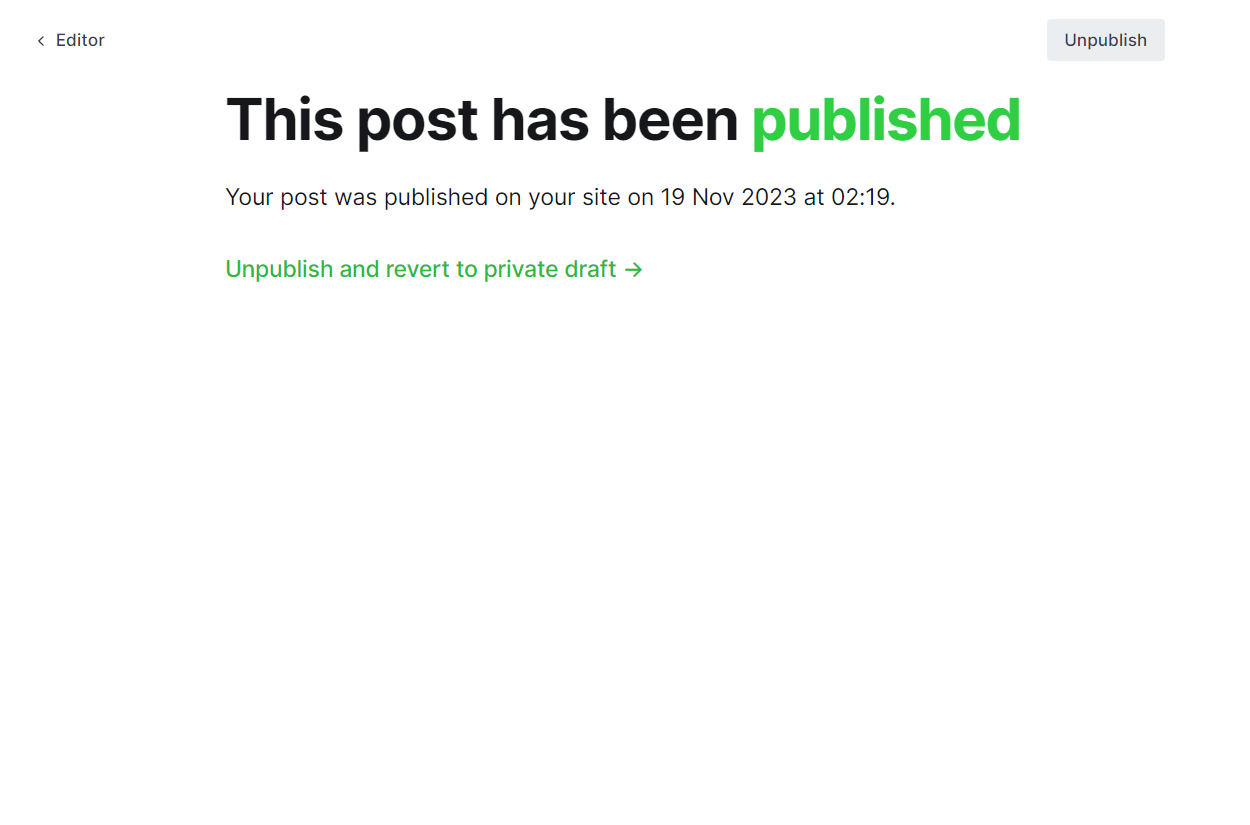 Editor
Unpublish
This post has been published
Your post was published on your site on 19 Nov 2023 at 02:19.
Unpublish and revert to private draft →